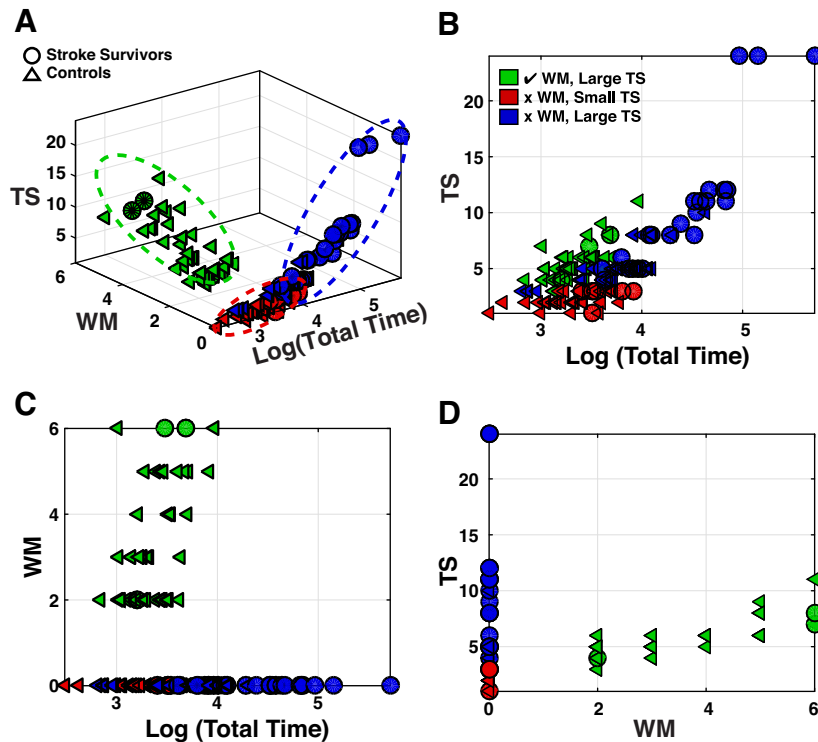 A
Stroke Survivors
Controls
20
15
10
5
TS
6
4
2
0
WM
3
4
5
Log(Total Time)
B
✓ WM, Large TS
x WM, Small TS
x WM, Large TS
20
15
10
5
TS
3
4
5
Log (Total Time)
C
6
4
2
0
WM
3
4
5
Log (Total Time)
D
20
15
10
5
TS
0
2
4
6
WM